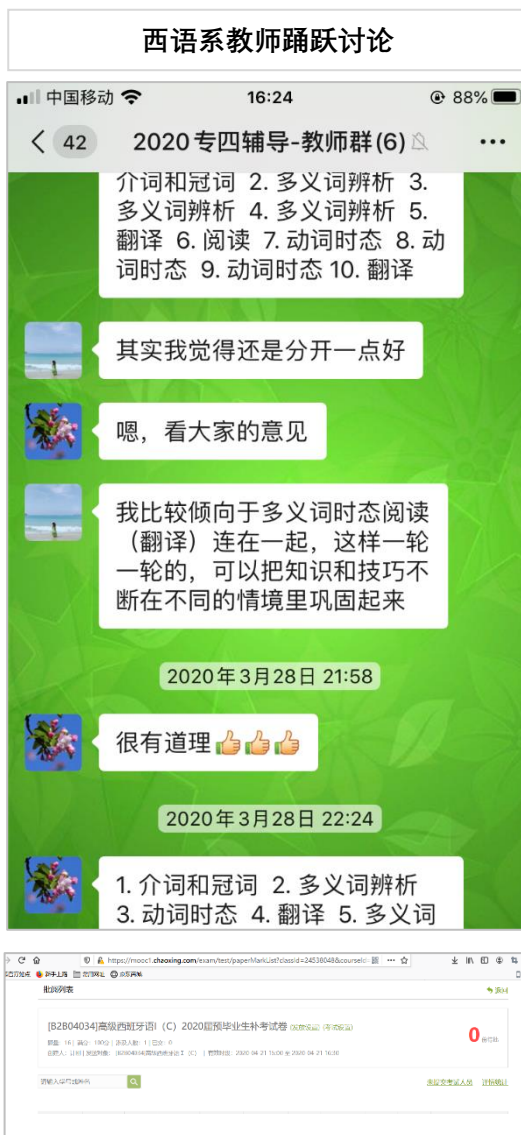 西语系教师踊跃讨论
中国移动 16:24 88%
42 2020专四辅导-教师群(6)
介词和冠词 2. 多义词辨析 3.
多义词辨析 4. 多义词辨析 5.
翻译 6. 阅读 7. 动词时态 8. 动
词时态 9. 动词时态 10. 翻译
其实我觉得还是分开一点好
嗯，看大家的意见
我比较倾向于多义词时态阅读
（翻译）连在一起，这样一轮
一轮的，可以把知识和技巧不
断在不同的情境里巩固起来
2020年3月28日 21:58
很有道理👍👍👍
2020年3月28日 22:24
1. 介词和冠词 2. 多义词辨析
3. 动词时态 4. 翻译 5. 多义词
https://mooc1.chaoxing.com/exam/test/paperMarkList?classId=24538048&courseId=
批阅列表
[B2B04034]高级西班牙语I（C）2020届预毕业生补考试卷
0